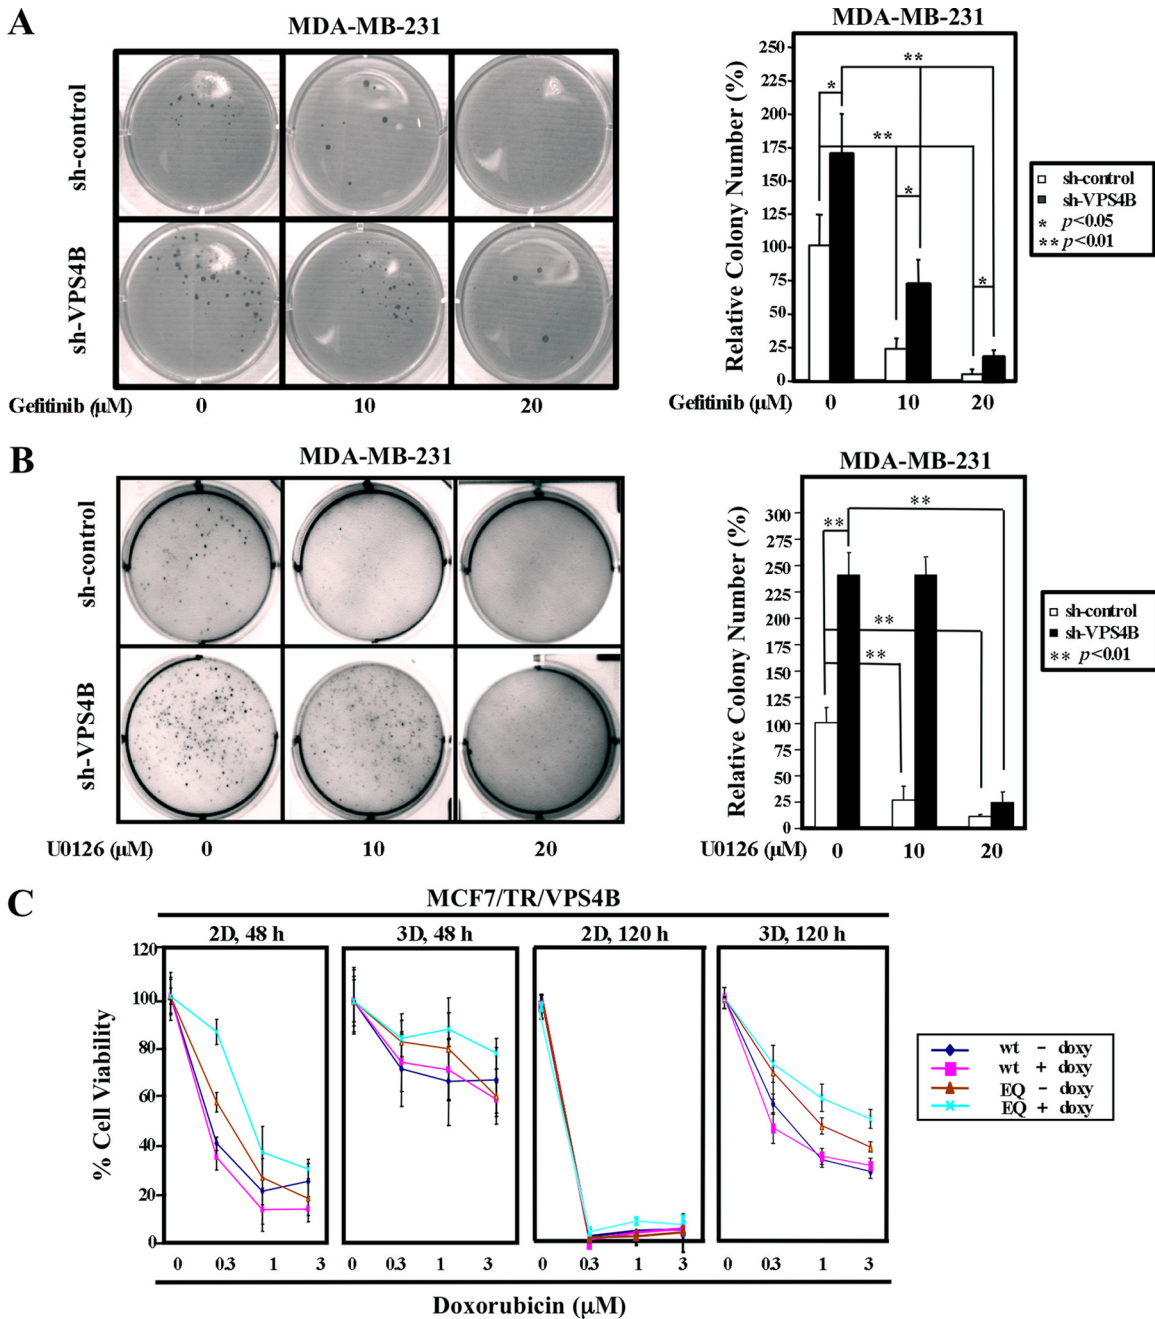 A
MDA-MB-231
sh-control
sh-VPS4B
Gefitinib (μM) 0 10 20
MDA-MB-231
Relative Colony Number (%)
250
225
200
175
150
125
100
75
50
25
0
* ** ** * *
Gefitinib (μM) 0 10 20
sh-control
sh-VPS4B
* p<0.05
** p<0.01
B
MDA-MB-231
sh-control
sh-VPS4B
U0126 (μM) 0 10 20
MDA-MB-231
Relative Colony Number (%)
300
275
250
225
200
175
150
125
100
75
50
25
0
** ** ** **
U0126 (μM) 0 10 20
sh-control
sh-VPS4B
** p<0.01
C
MCF7/TR/VPS4B
2D, 48 h 3D, 48 h 2D, 120 h 3D, 120 h
% Cell Viability
120
100
80
60
40
20
0
0 0.3 1 3 0 0.3 1 3 0 0.3 1 3 0 0.3 1 3
Doxorubicin (μM)
wt - doxy
wt + doxy
EQ - doxy
EQ + doxy